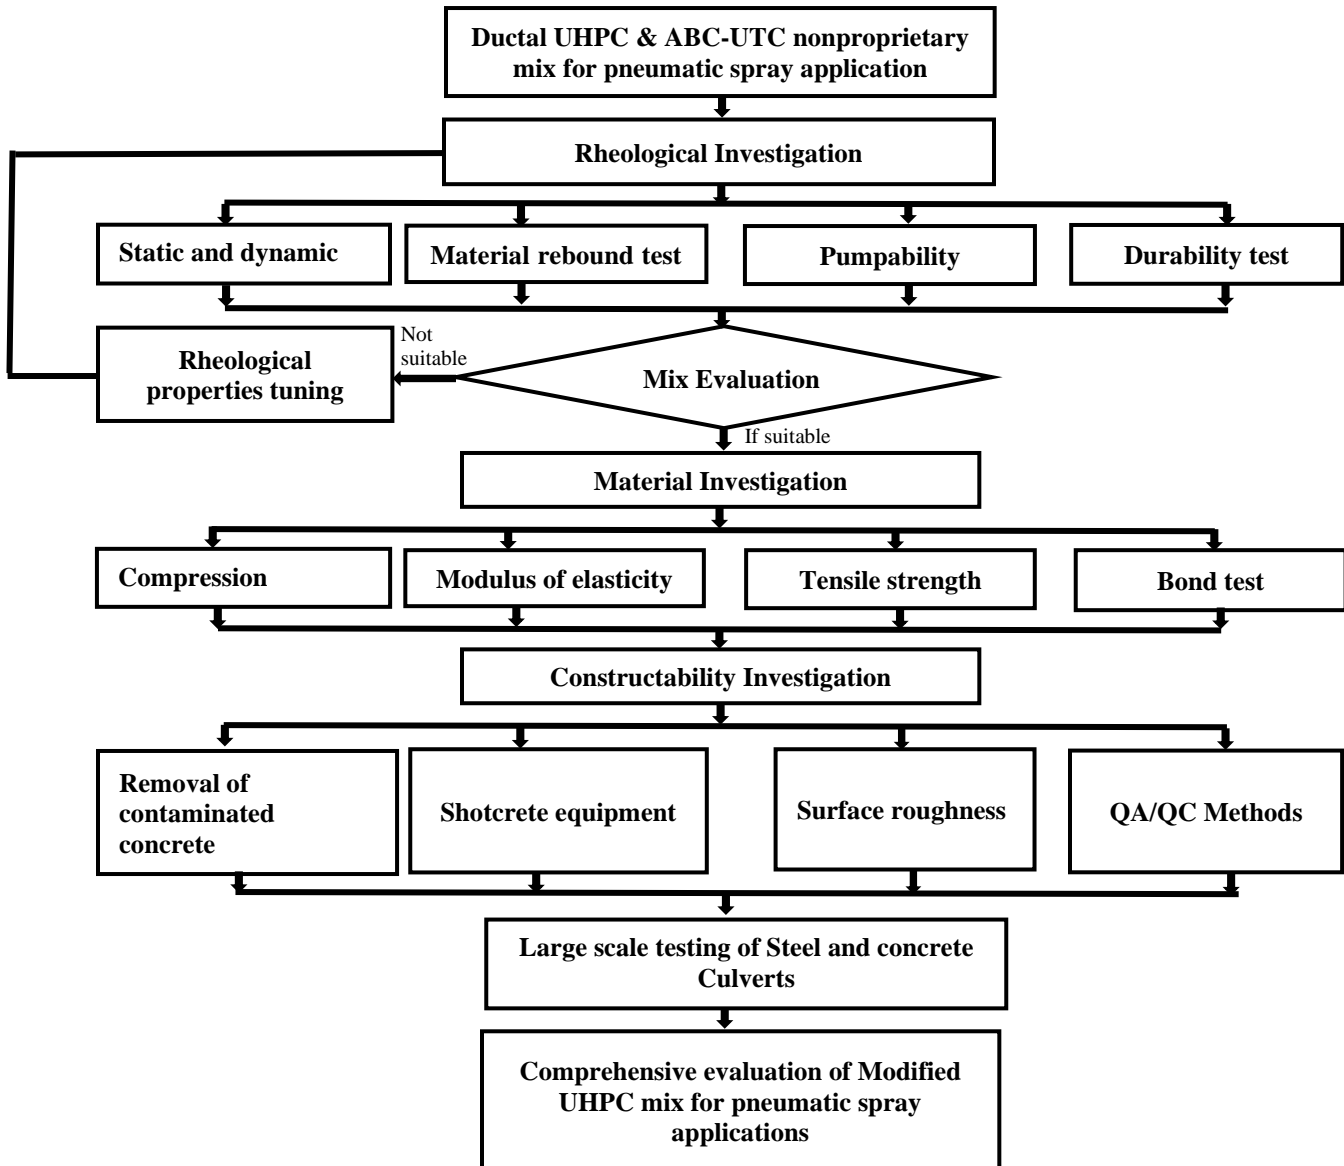 Ductal UHPC & ABC-UTC nonproprietary
mix for pneumatic spray application
Rheological Investigation
Static and dynamic
Material rebound test
Pumpability
Durability test
Rheological
properties tuning
Not
suitable
Mix Evaluation
If suitable
Material Investigation
Compression
Modulus of elasticity
Tensile strength
Bond test
Constructability Investigation
Removal of
contaminated
concrete
Shotcrete equipment
Surface roughness
QA/QC Methods
Large scale testing of Steel and concrete
Culverts
Comprehensive evaluation of Modified
UHPC mix for pneumatic spray
applications